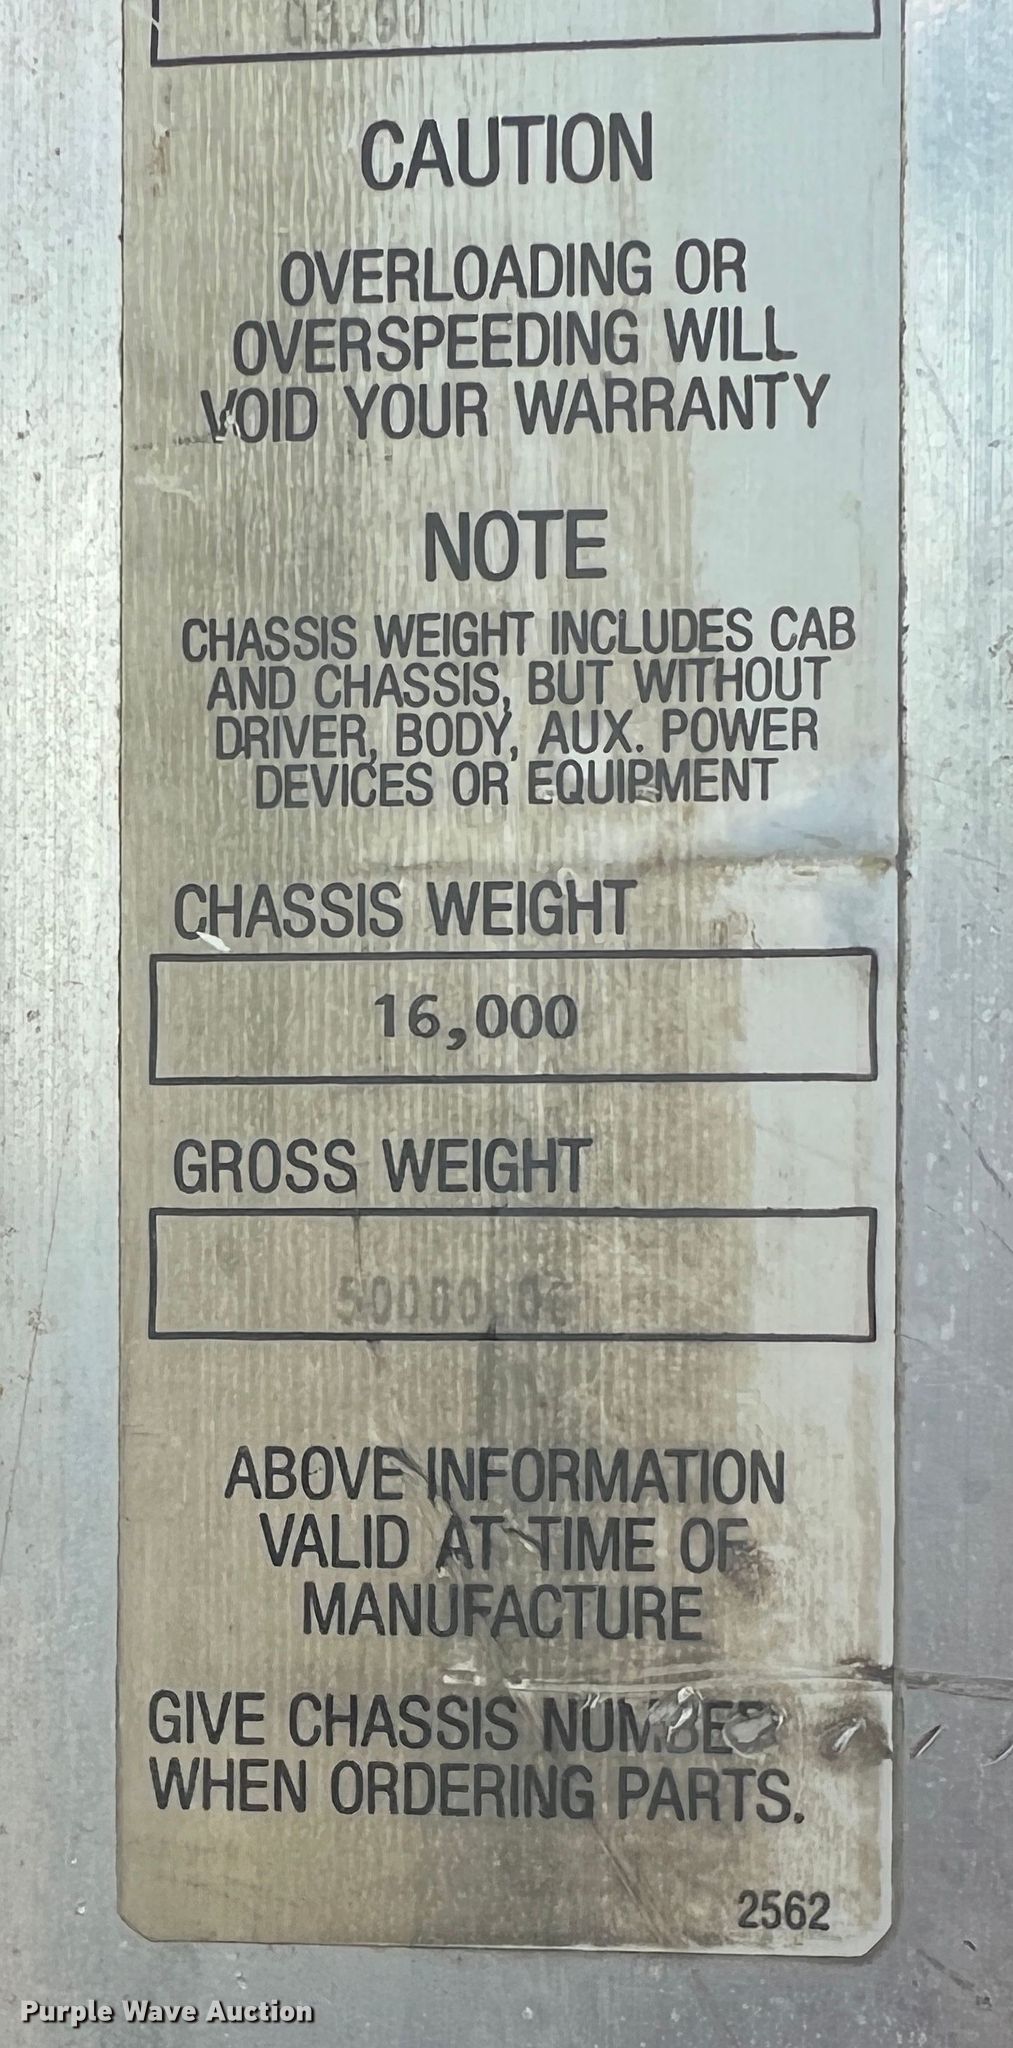 CAUTION
OVERLOADING OR
OVERSPEEDING WILL
VOID YOUR WARRANTY
NOTE
CHASSIS WEIGHT INCLUDES CAB
AND CHASSIS, BUT WITHOUT
DRIVER, BODY, AUX. POWER
DEVICES OR EQUIPMENT
CHASSIS WEIGHT
16,000
GROSS WEIGHT
ABOVE INFORMATION
VALID AT TIME OF
MANUFACTURE
GIVE CHASSIS NUMBER
WHEN ORDERING PARTS.
2562
Purple Wave Auction